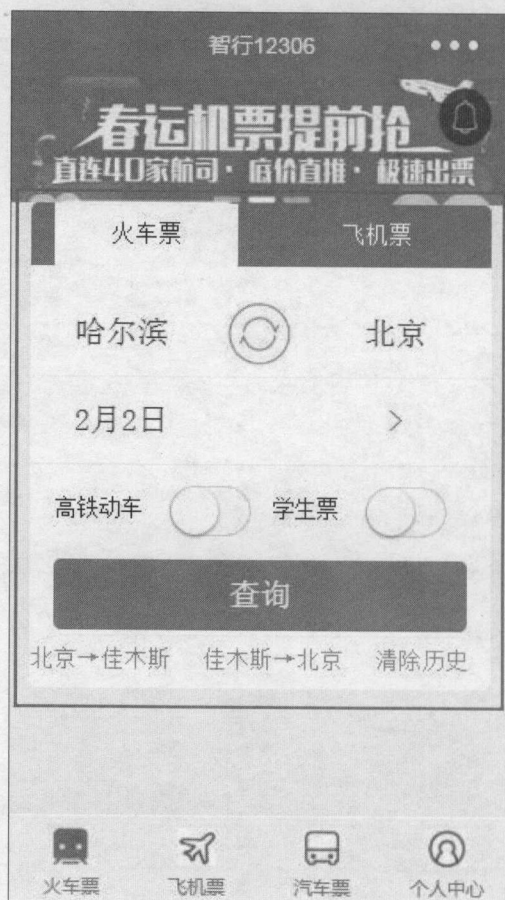 智行12306
春运机票提前抢
直连40家航司· 底价直推· 极速出票
火车票 飞机票
哈尔滨 北京
2月2日 >
高铁动车 学生票
查询
北京→佳木斯 佳木斯→北京 清除历史
火车票 飞机票 汽车票 个人中心